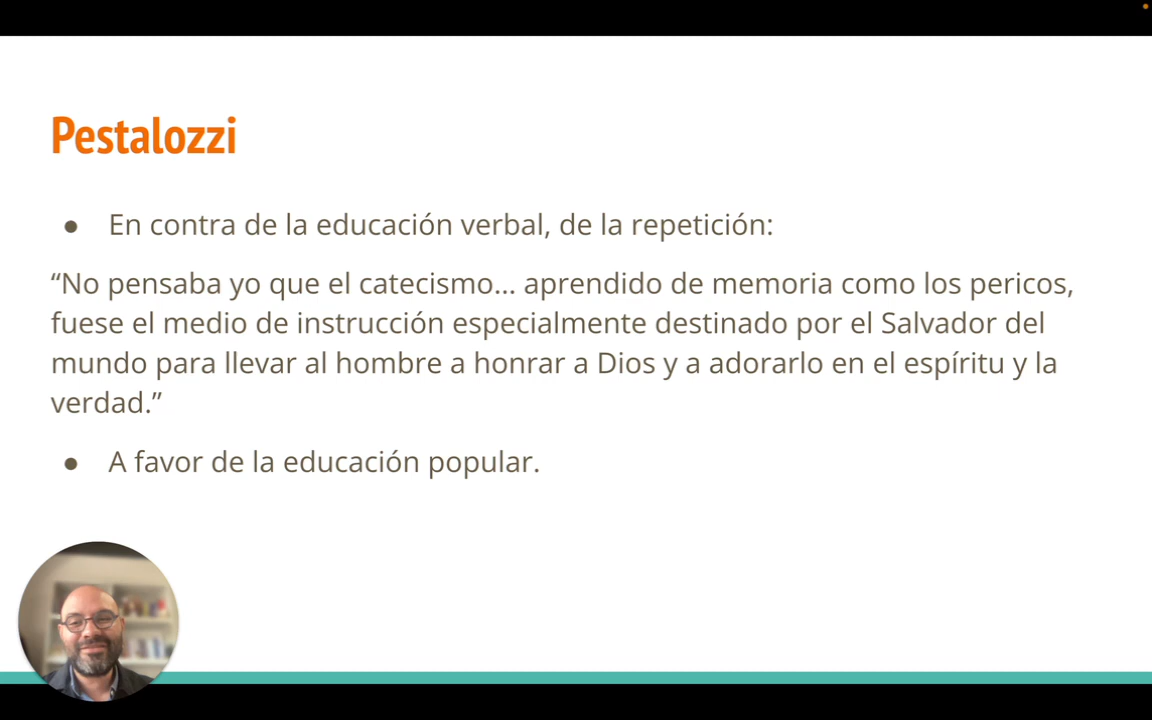 Pestalozzi
● En contra de la educación verbal, de la repetición:
“No pensaba yo que el catecismo... aprendido de memoria como los pericos,
fuese el medio de instrucción especialmente destinado por el Salvador del
mundo para llevar al hombre a honrar a Dios y a adorarlo en el espíritu y la
verdad.”
● A favor de la educación popular.